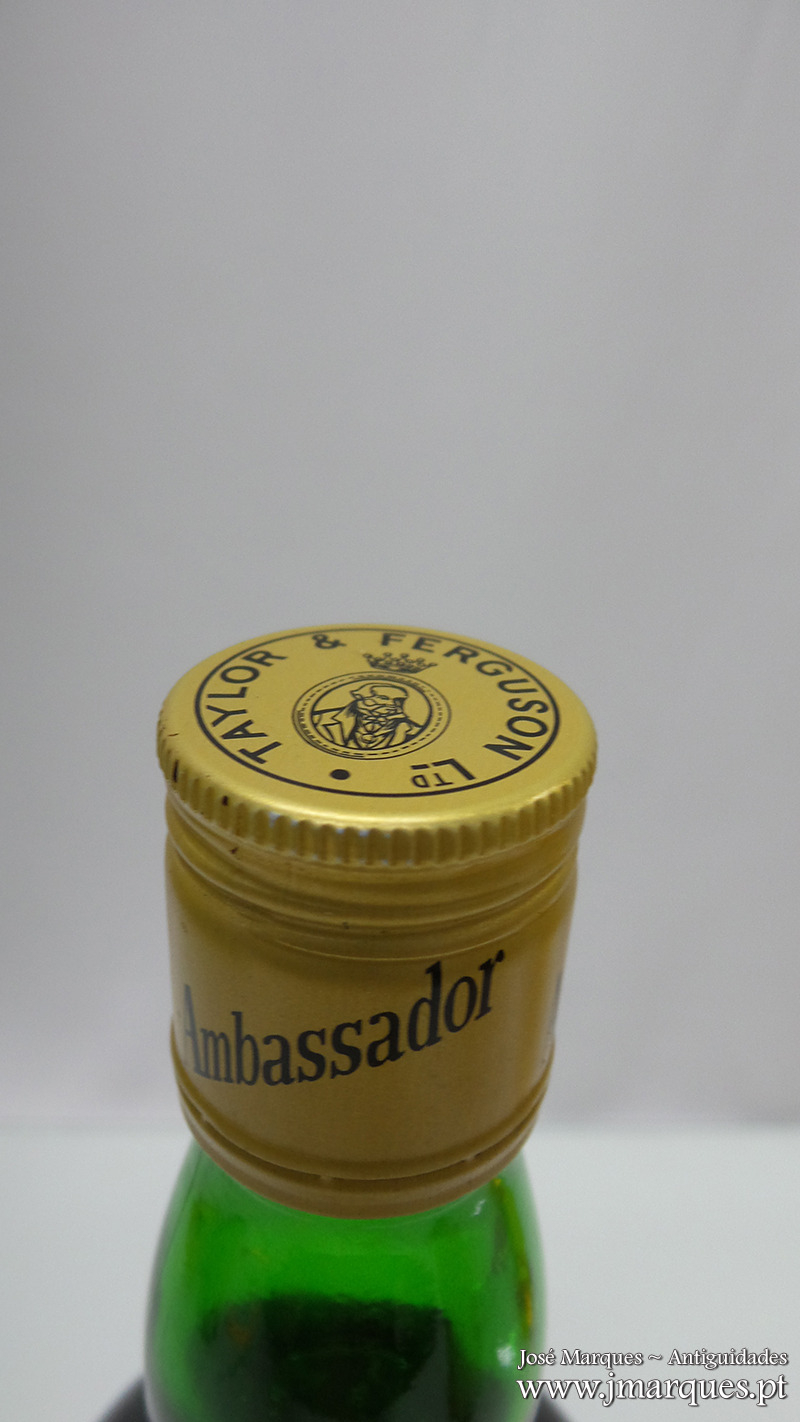 TAYLOR & FERGUSON LTD
Ambassador
José Marques ~ Antiguidades
www.jmarques.pt